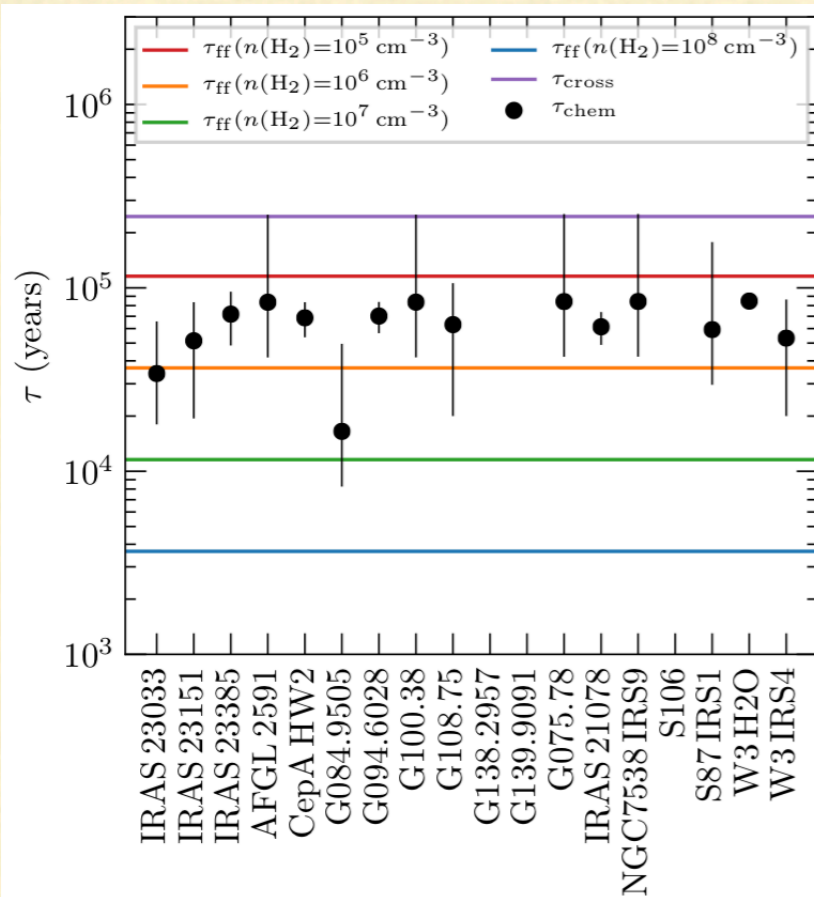 τff(n(H2)=10^5 cm^−3)
τff(n(H2)=10^6 cm^−3)
τff(n(H2)=10^7 cm^−3)
τff(n(H2)=10^8 cm^−3)
τcross
τchem
τ (years)
10^6
10^5
10^4
10^3
IRAS 23033
IRAS 23151
IRAS 23385
AFGL 2591
CepA HW2
G084.9505
G094.6028
G100.38
G108.75
G138.2957
G139.9091
G075.78
IRAS 21078
NGC7538 IRS9
S106
S87 IRS1
W3 H2O
W3 IRS4